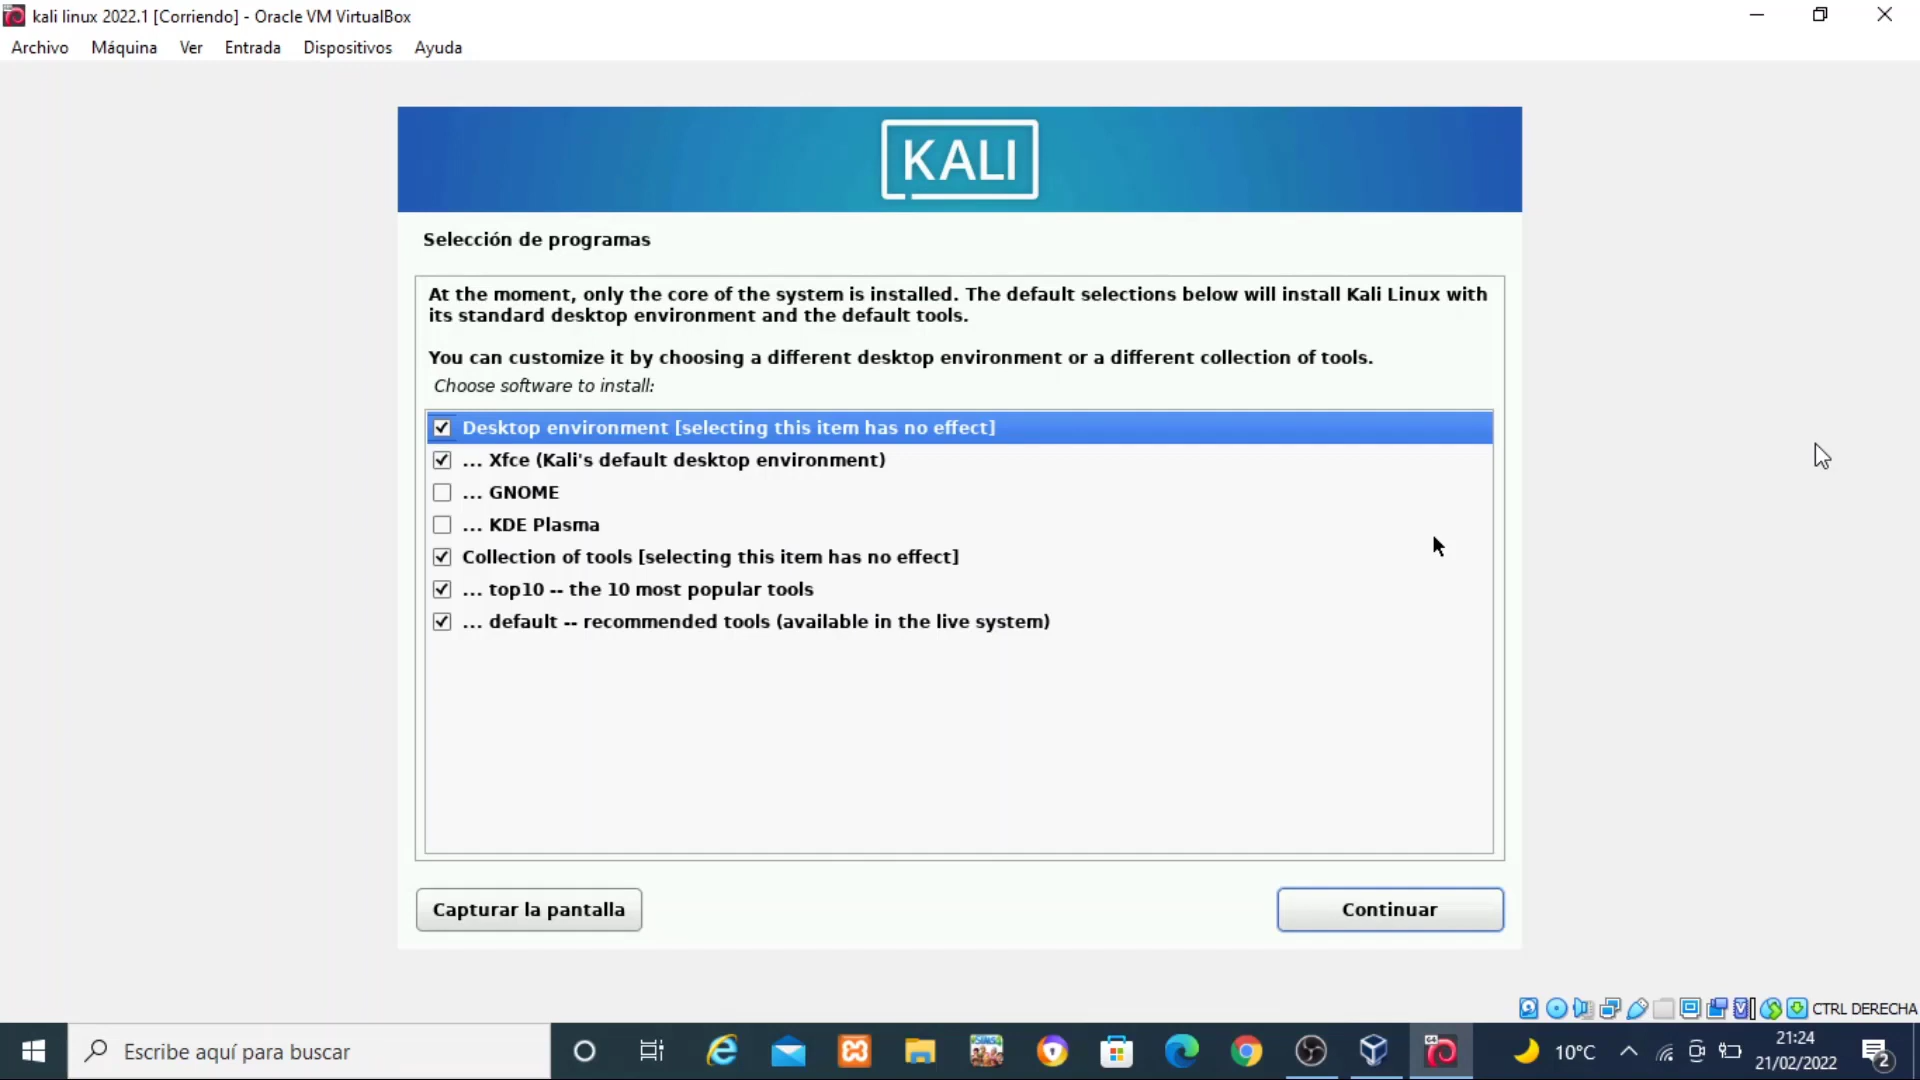 kali linux 2022.1 [Corriendo] - Oracle VM VirtualBox
Archivo Máquina Ver Entrada Dispositivos Ayuda
KALI
Selección de programas
At the moment, only the core of the system is installed. The default selections below will install Kali Linux with
its standard desktop environment and the default tools.
You can customize it by choosing a different desktop environment or a different collection of tools.
Choose software to install:
Desktop environment [selecting this item has no effect]
... Xfce (Kali's default desktop environment)
... GNOME
... KDE Plasma
Collection of tools [selecting this item has no effect]
... top10 -- the 10 most popular tools
... default -- recommended tools (available in the live system)
Capturar la pantalla
Continuar
CTRL DERECHA
Escribe aquí para buscar
10°C
21:24
21/02/2022
2